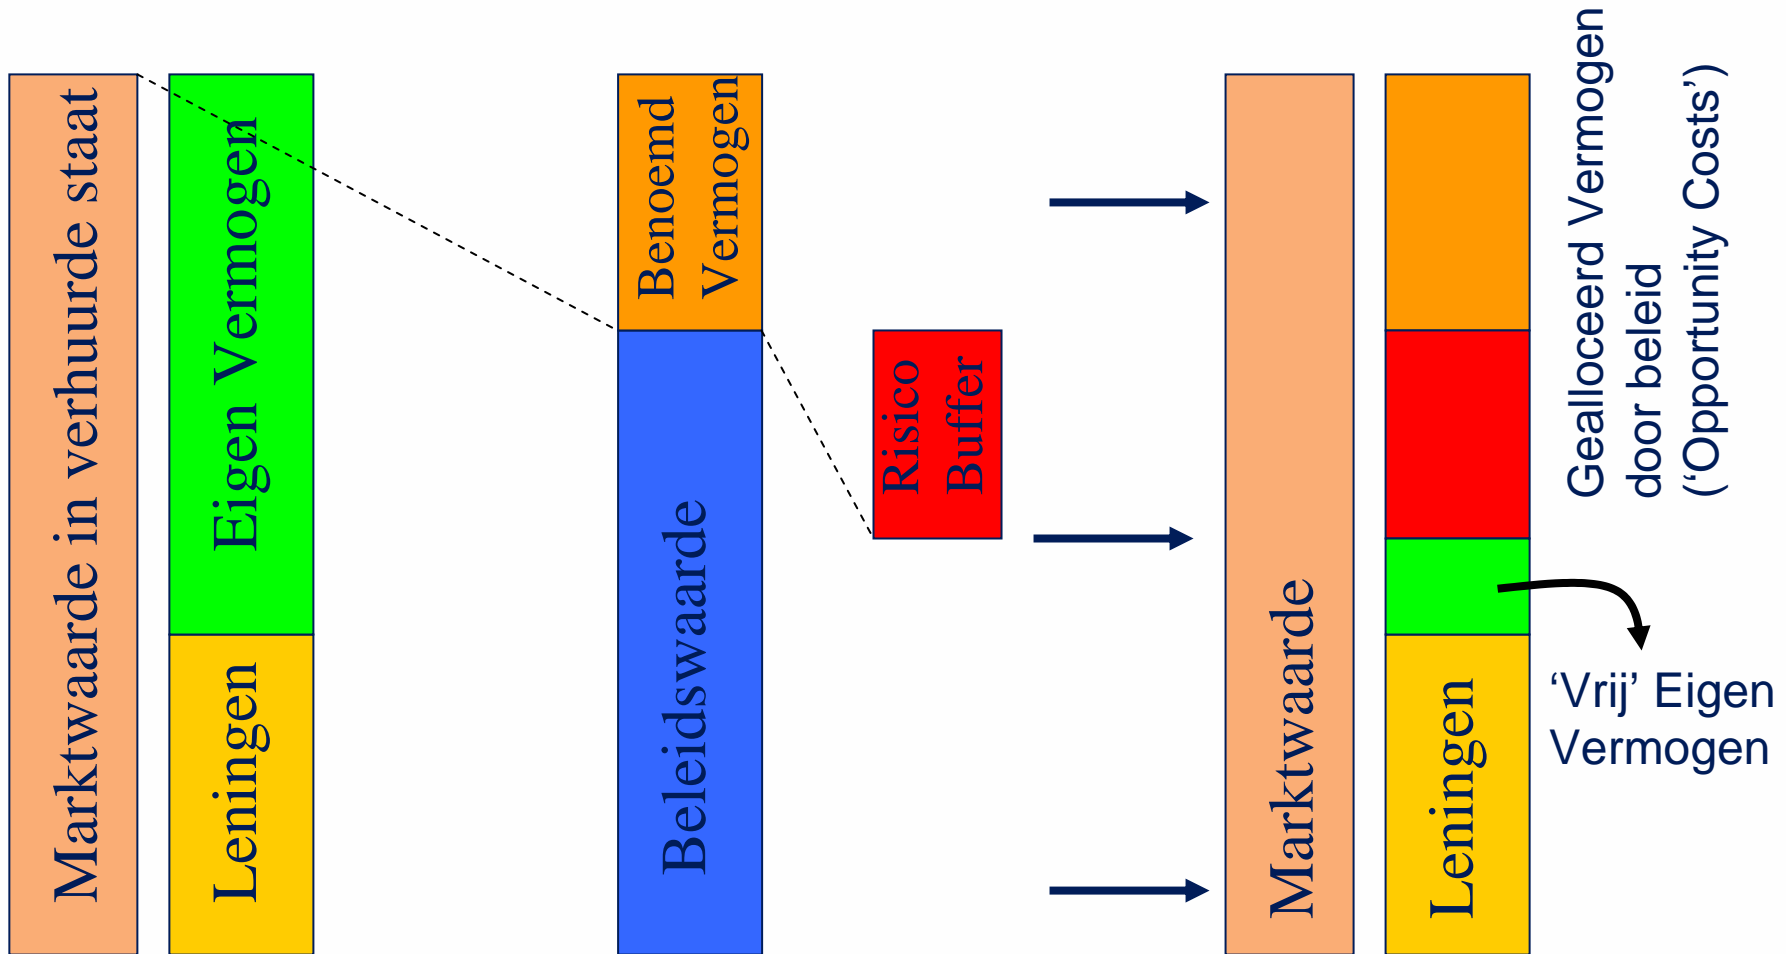 Marktwaarde in verhuurde staat
Eigen Vermogen
Leningen
Benoemd
Vermogen
Beleidswaarde
Risico
Buffer
Marktwaarde
Leningen
Gealloceerd Vermogen
door beleid
(‘Opportunity Costs’)
‘Vrij’ Eigen
Vermogen